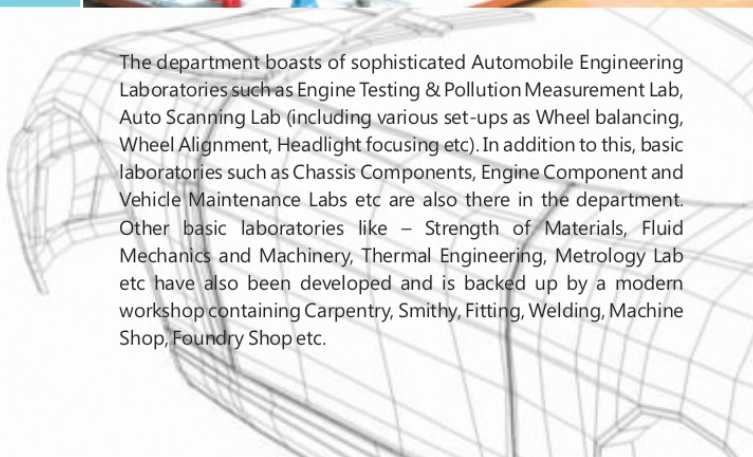 The department boasts of sophisticated Automobile Engineering
Laboratories such as Engine Testing & Pollution Measurement Lab,
Auto Scanning Lab (including various set-ups as Wheel balancing,
Wheel Alignment, Headlight focusing etc). In addition to this, basic
laboratories such as Chassis Components, Engine Component and
Vehicle Maintenance Labs etc are also there in the department.
Other basic laboratories like – Strength of Materials, Fluid
Mechanics and Machinery, Thermal Engineering, Metrology Lab
etc have also been developed and is backed up by a modern
workshop containing Carpentry, Smithy, Fitting, Welding, Machine
Shop, Foundry Shop etc.